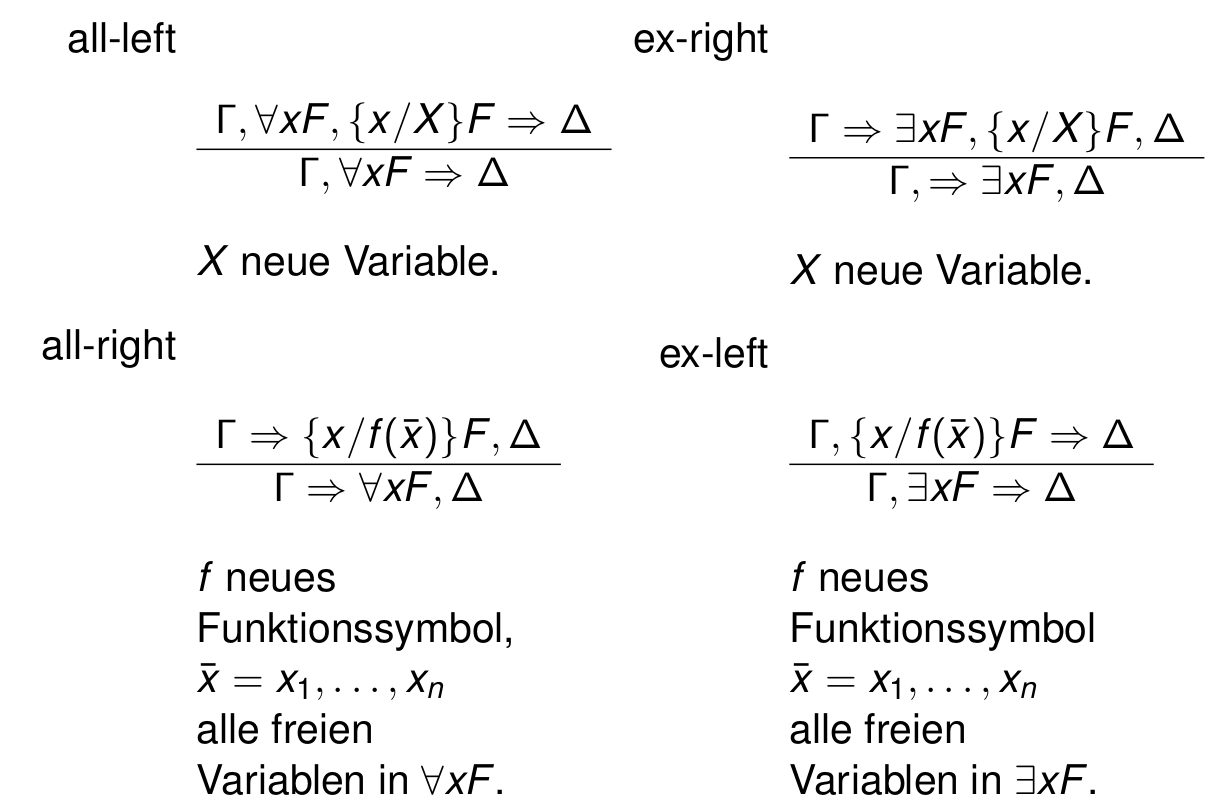 all-left
Γ, ∀xF, {x/X}F ⇒ Δ
Γ, ∀xF ⇒ Δ
X neue Variable.
ex-right
Γ ⇒ ∃xF, {x/X}F, Δ
Γ, ⇒ ∃xF, Δ
X neue Variable.
all-right
Γ ⇒ {x/f(x̄)}F, Δ
Γ ⇒ ∀xF, Δ
f neues
Funktionssymbol,
x̄ = x₁, . . . , xₙ
alle freien
Variablen in ∀xF.
ex-left
Γ, {x/f(x̄)}F ⇒ Δ
Γ, ∃xF ⇒ Δ
f neues
Funktionssymbol
x̄ = x₁, . . . , xₙ
alle freien
Variablen in ∃xF.